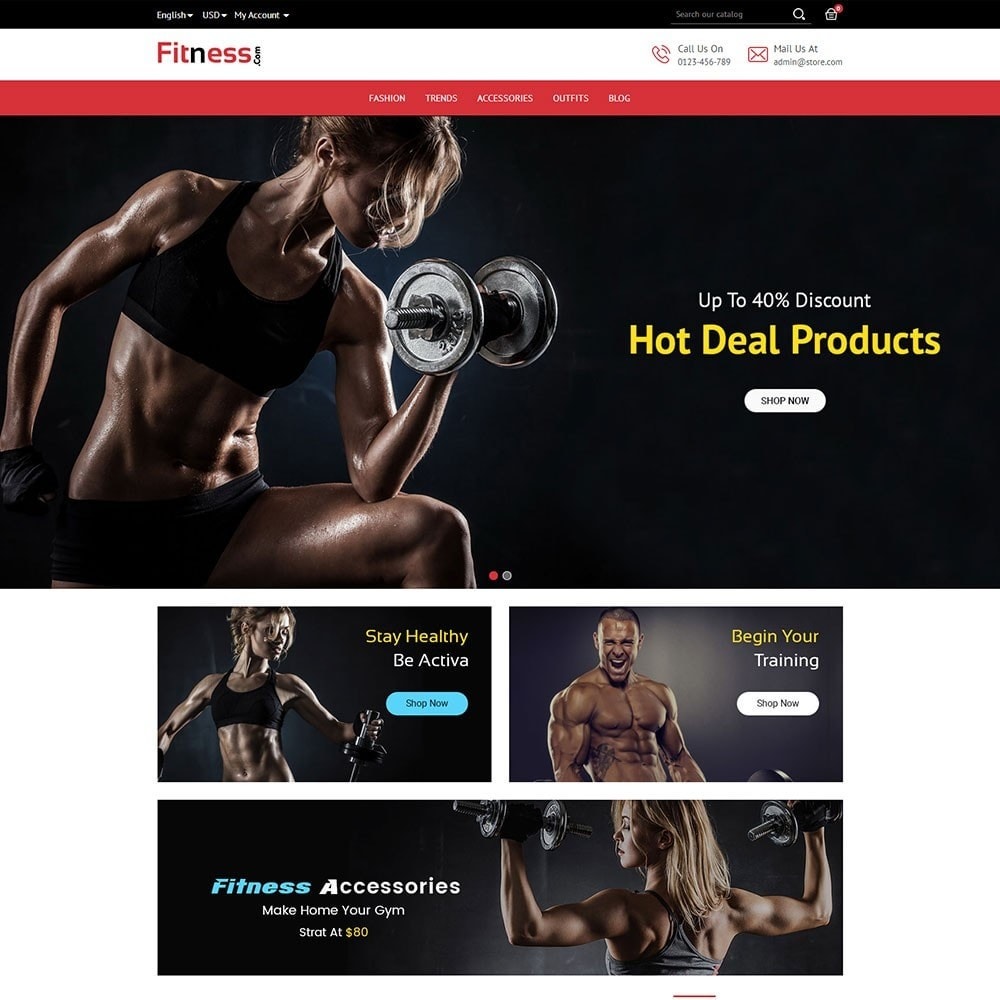 English USD My Account Search our catalog 0
Fitness.Com
Call Us On
0123-456-789
Mail Us At
admin@store.com
FASHION TRENDS ACCESSORIES OUTFITS BLOG
Up To 40% Discount
Hot Deal Products
SHOP NOW
Stay Healthy
Be Activa
Shop Now
Begin Your
Training
Shop Now
Fitness Accessories
Make Home Your Gym
Strat At $80